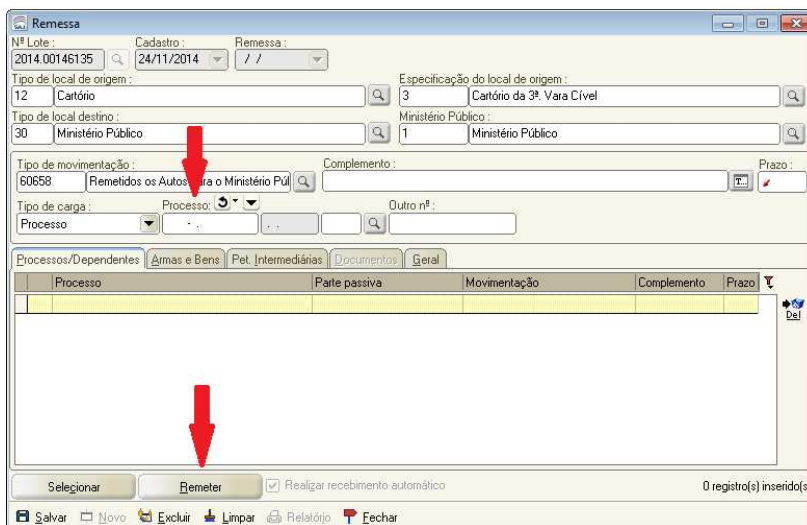 Remessa
Nº Lote : Cadastro : Remessa :
2014.00146135 24/11/2014 / /
Tipo de local de origem : Especificação do local de origem :
12 Cartório 3 Cartório da 3ª. Vara Cível
Tipo de local destino : Ministério Público :
30 Ministério Público 1 Ministério Público
Tipo de movimentação : Complemento : Prazo :
60658 Remetidos os Autos para o Ministério Púl T...
Tipo de carga : Processo: Outro nº :
Processo - . . .
Processos/Dependentes Armas e Bens Pet. Intermediárias Documentos Geral
Processo Parte passiva Movimentação Complemento Prazo
Del
Selecionar Remeter Realizar recebimento automático 0 registro(s) inserido(s
Salvar Novo Excluir Limpar Relatório Fechar